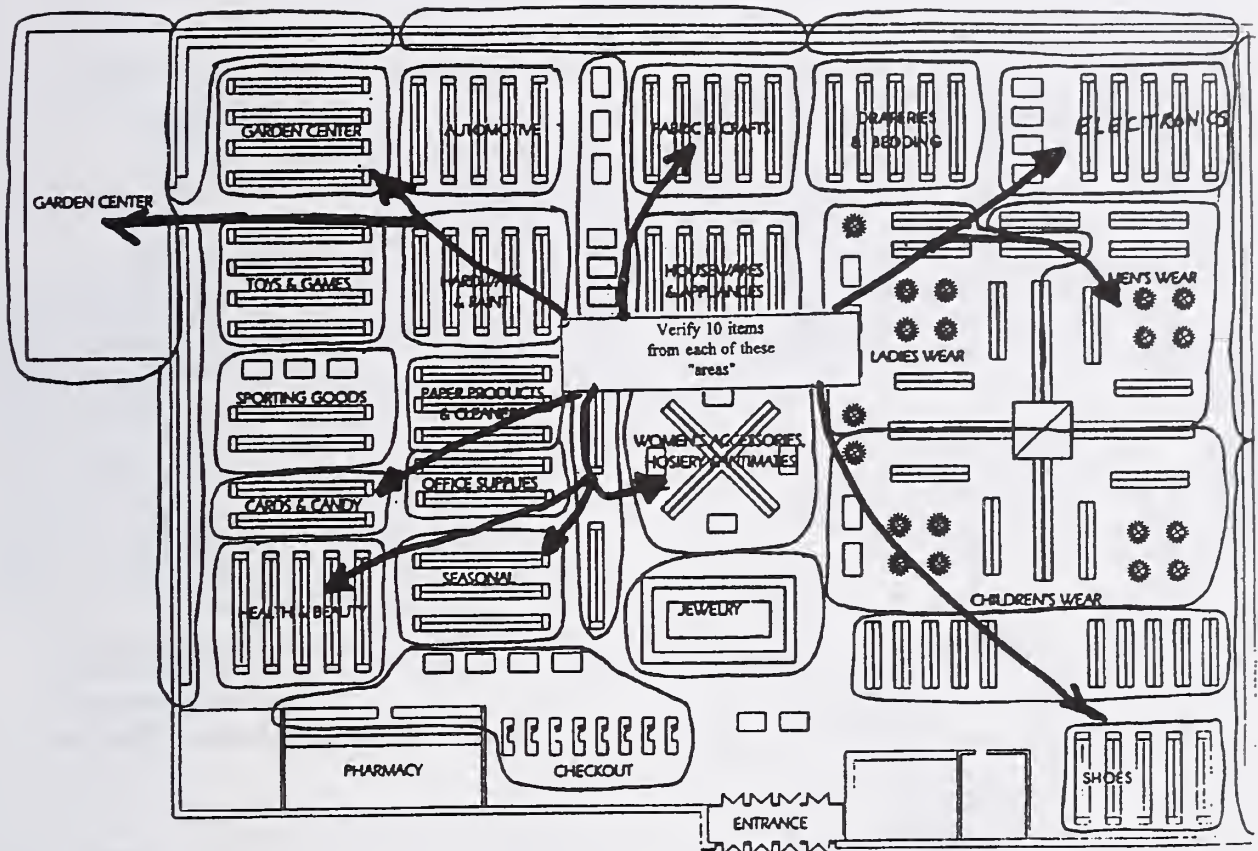 GARDEN CENTER
AUTOMOTIVE
FABRIC & CRAFTS
DRAPERIES
& BEDDING
ELECTRONICS
GARDEN CENTER
TOYS & GAMES
HARDWARE
& PAINT
HOUSEWARES
& APPLIANCES
MEN'S WEAR
Verify 10 items
from each of these
"areas"
LADIES WEAR
SPORTING GOODS
PAPER PRODUCTS
& CLEANERS
WOMEN'S ACCESSORIES,
HOSIERY & INTIMATES
OFFICE SUPPLIES
CARDS & CANDY
SEASONAL
HEALTH & BEAUTY
JEWELRY
CHILDREN'S WEAR
PHARMACY
CHECKOUT
SHOES
ENTRANCE